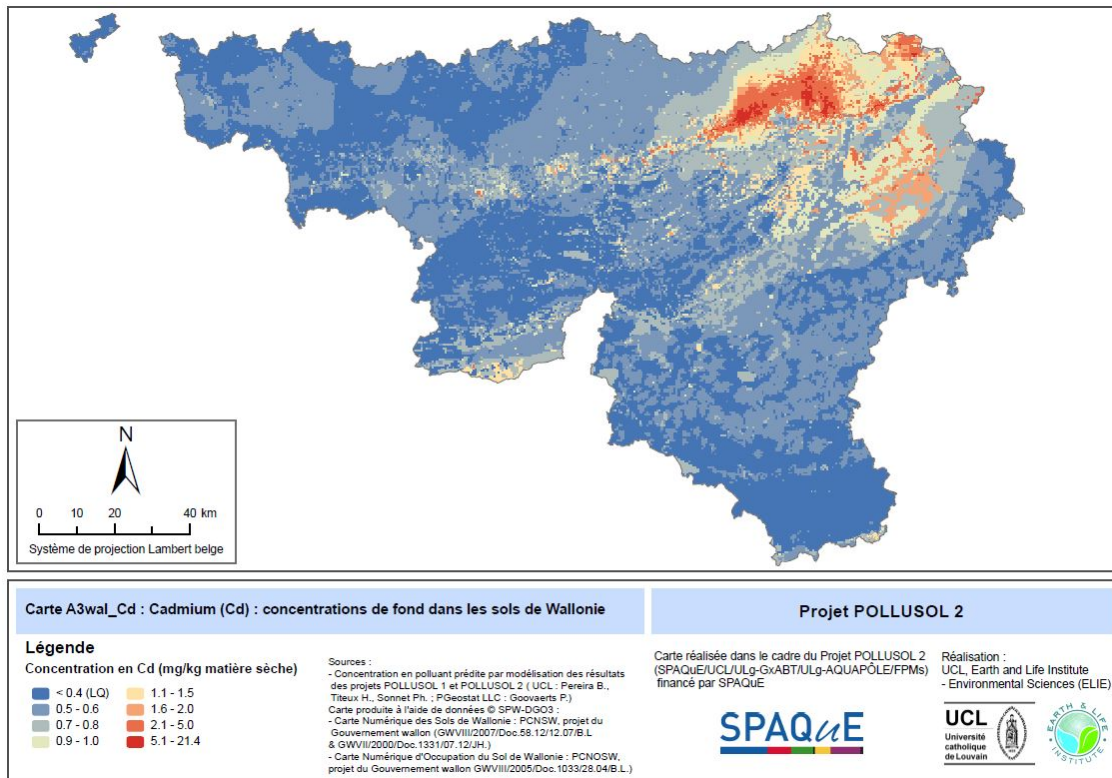 N
0 10 20 40 km
Système de projection Lambert belge
Carte A3wal_Cd : Cadmium (Cd) : concentrations de fond dans les sols de Wallonie
Légende
Concentration en Cd (mg/kg matière sèche)
< 0.4 (LQ)
0.5 - 0.6
0.7 - 0.8
0.9 - 1.0
1.1 - 1.5
1.6 - 2.0
2.1 - 5.0
5.1 - 21.4
Sources :
- Concentration en polluant prédite par modélisation des résultats
des projets POLLUSOL 1 et POLLUSOL 2 ( UCL : Pereira B.,
Titeux H., Sonnet Ph. ; PGeostat LLC : Goovaerts P.)
Carte produite à l'aide de données © SPW-DGO3 :
- Carte Numérique des Sols de Wallonie : PCNSW, projet du
Gouvernement wallon (GWVIII/2007/Doc.58.12/12.07/B.L
& GWVII/2000/Doc.1331/07.12/JH.)
- Carte Numérique d'Occupation du Sol de Wallonie : PCNOSW,
projet du Gouvernement wallon GWVIII/2005/Doc.1033/28.04/B.L.)
Projet POLLUSOL 2
Carte réalisée dans le cadre du Projet POLLUSOL 2
(SPAQuE/UCL/ULg-GxABT/ULg-AQUAPÔLE/FPMs)
financé par SPAQuE
SPAQuE
Réalisation :
UCL, Earth and Life Institute
- Environmental Sciences (ELIE)
UCL
Université
catholique
de Louvain
EARTH & LIFE
INSTITUTE